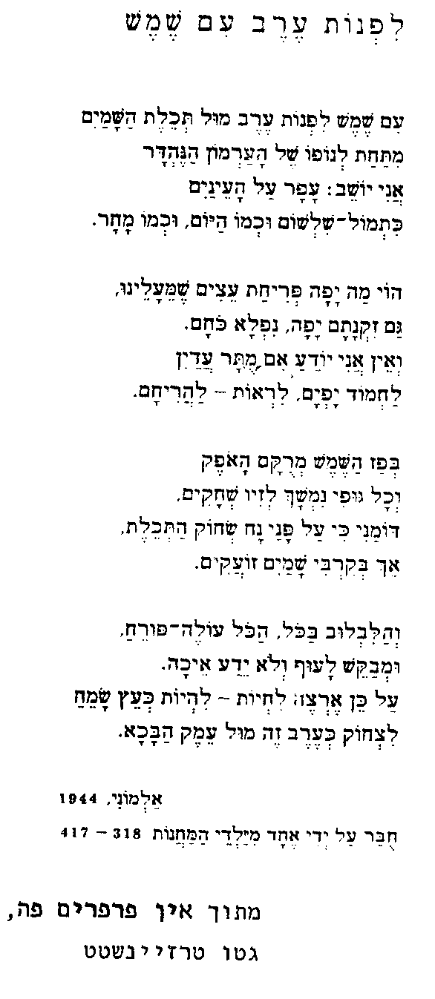 לִפְנוֹת עֶרֶב עִם שֶׁמֶשׁ
עִם שֶׁמֶשׁ לִפְנוֹת עֶרֶב מוּל תְּכֵלֶת הַשָּׁמַיִם
מִתַּחַת לְנוֹפוֹ שֶׁל הָעַרְמוֹן הַנֶּהְדָּר
אֲנִי יוֹשֵׁב: עָפָר עַל הָעֵינַיִם
כִּתְמוֹל־שִׁלְשׁוֹם וּכְמוֹ הַיּוֹם, וּכְמוֹ מָחָר.
הוֹי מַה יָפָה פְּרִיחַת עֵצִים שֶׁמֵּעָלֵינוּ,
גַּם זִקְנָתָם יָפָה, נִפְלָא כֹּחָם.
וְאֵין אֲנִי יוֹדֵעַ אִם מֻתָּר עֲדַיִן
לַחְמוֹד יָפְיָם, לִרְאוֹת – לַהֲרִיחָם.
בְּפַז הַשֶּׁמֶשׁ מְרֻקָּם הָאֹפֶק
וְכָל גּוּפִי נִמְשָׁךְ לְזִיו שְׁחָקִים,
דּוֹמַנִי כִּי עַל פָּנַי נָח שְׂחוֹק הַתְּכֵלֶת,
אַךְ בְּקִרְבִּי שָׁמַיִם זוֹעֲקִים.
וְהַלִּבְלוּב בַּכֹּל, הַכֹּל עוֹלֶה־פּוֹרֵחַ,
וּמְבַקֵּשׁ לָעוּף וְלֹא יֵדַע אֵיכָה.
עַל כֵּן אֶרְצֶה לִחְיוֹת – לִהְיוֹת כְּעֵץ שָׂמֵחַ
לִצְחוֹק כְּעֶרֶב זֶה מוּל עֵמֶק הַבָּכָא.
אַלְמוֹנִי, 1944
חֻבַּר עַל יְדֵי אֶחָד מִיַּלְדֵי הַמַּחֲנוֹת 318 – 417
מתוך אין פרפרים פה,
גטו טרזיינשטט